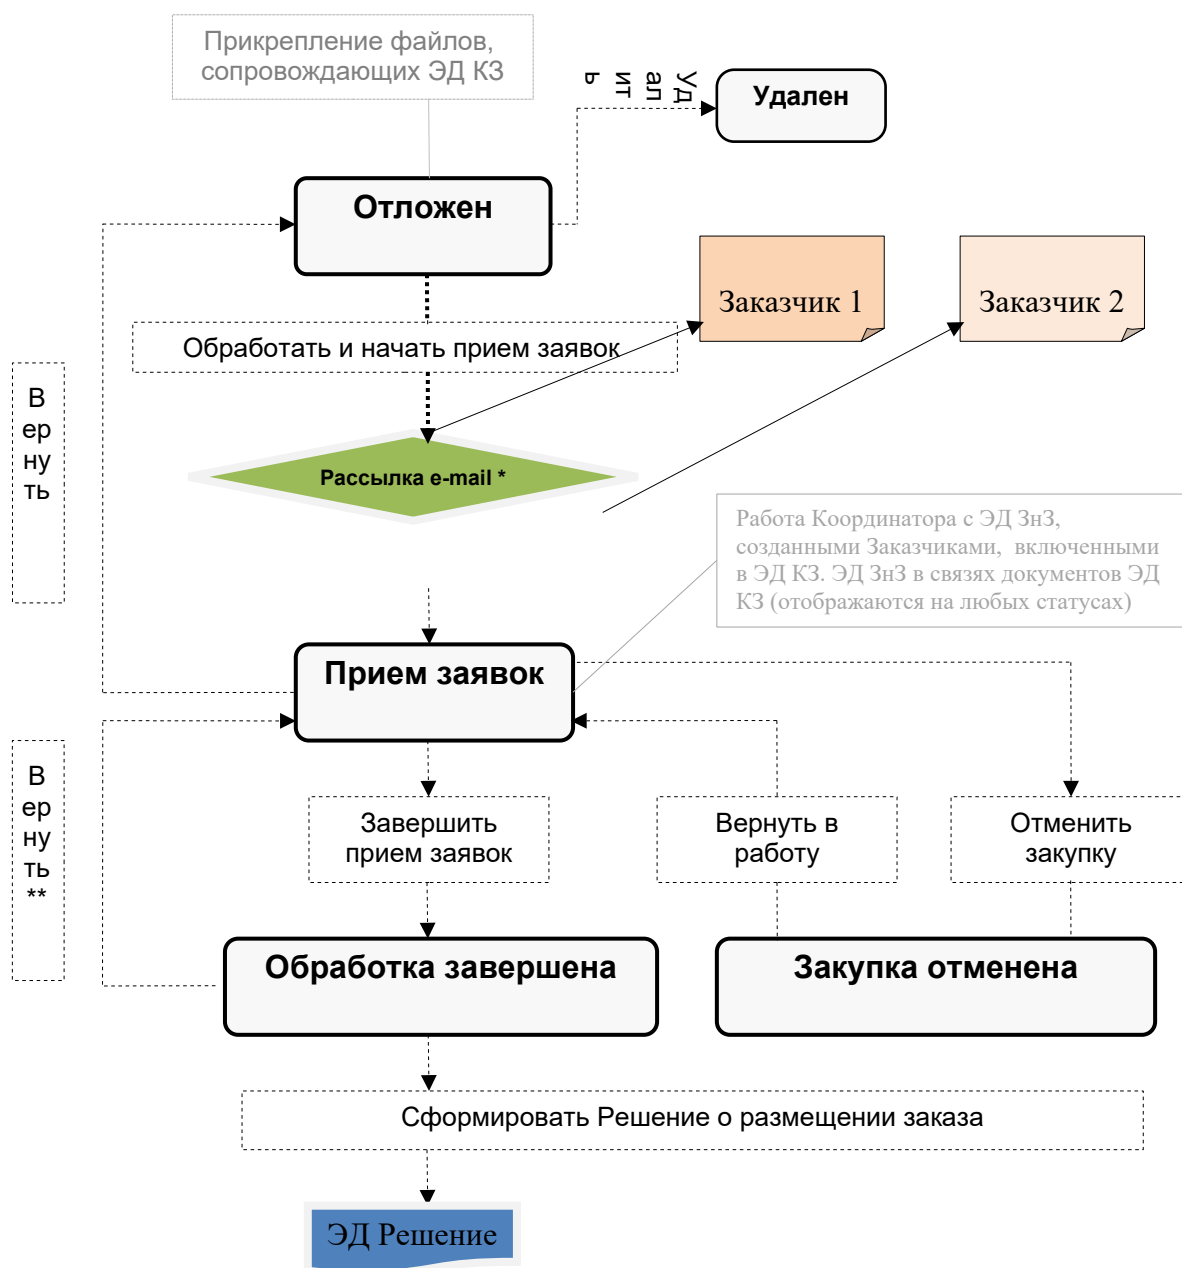 Прикрепление файлов,
сопровождающих ЭД КЗ
Уд
ал
ит
ь
Удален
Отложен
Заказчик 1
Заказчик 2
Обработать и начать прием заявок
В
ер
ну
ть
Рассылка e-mail *
Работа Координатора с ЭД ЗнЗ,
созданными Заказчиками, включенными
в ЭД КЗ. ЭД ЗнЗ в связях документов ЭД
КЗ (отображаются на любых статусах)
Прием заявок
В
ер
ну
ть
**
Завершить
прием заявок
Вернуть в
работу
Отменить
закупку
Обработка завершена
Закупка отменена
Сформировать Решение о размещении заказа
ЭД Решение